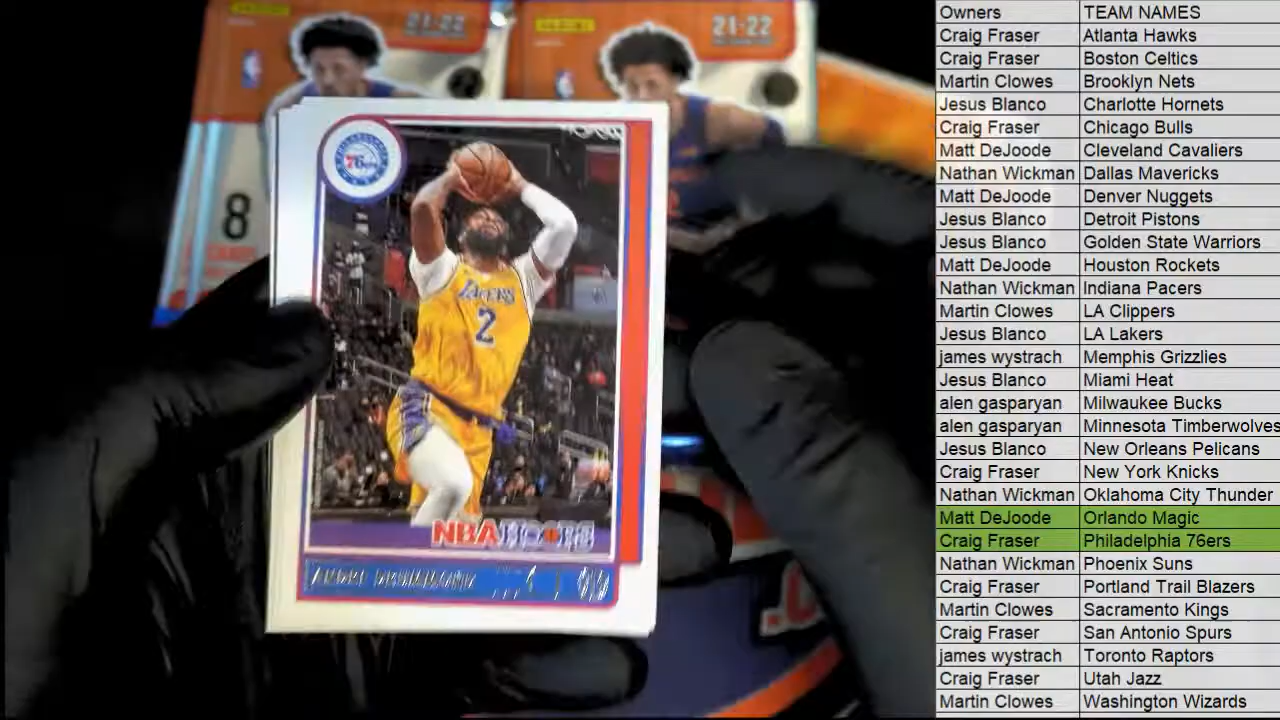 21-22
21-22
8
76ERS
LAKERS
2
NBA HOOPS
ANDRE DRUMMOND
Owners TEAM NAMES
Craig Fraser Atlanta Hawks
Craig Fraser Boston Celtics
Martin Clowes Brooklyn Nets
Jesus Blanco Charlotte Hornets
Craig Fraser Chicago Bulls
Matt DeJoode Cleveland Cavaliers
Nathan Wickman Dallas Mavericks
Matt DeJoode Denver Nuggets
Jesus Blanco Detroit Pistons
Jesus Blanco Golden State Warriors
Matt DeJoode Houston Rockets
Nathan Wickman Indiana Pacers
Martin Clowes LA Clippers
Jesus Blanco LA Lakers
james wystrach Memphis Grizzlies
Jesus Blanco Miami Heat
alen gasparyan Milwaukee Bucks
alen gasparyan Minnesota Timberwolves
Jesus Blanco New Orleans Pelicans
Craig Fraser New York Knicks
Nathan Wickman Oklahoma City Thunder
Matt DeJoode Orlando Magic
Craig Fraser Philadelphia 76ers
Nathan Wickman Phoenix Suns
Craig Fraser Portland Trail Blazers
Martin Clowes Sacramento Kings
Craig Fraser San Antonio Spurs
james wystrach Toronto Raptors
Craig Fraser Utah Jazz
Martin Clowes Washington Wizards